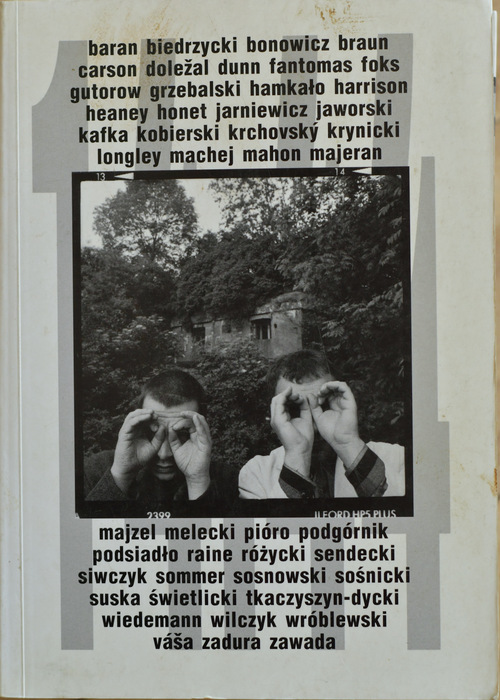 baran biedrzycki bonowicz braun
carson doležal dunn fantomas foks
gutorow grzebalski hamkało harrison
heaney honet jarniewicz jaworski
kafka kobierski krchovský krynicki
longley machej mahon majeran
13 14
2399 ILFORD HP5 PLUS
majzel melecki pióro podgórnik
podsiadło raine różycki sendecki
siwczyk sommer sosnowski sośnicki
suska świetlicki tkaczyszyn-dycki
wiedemann wilczyk wróblewski
váša zadura zawada